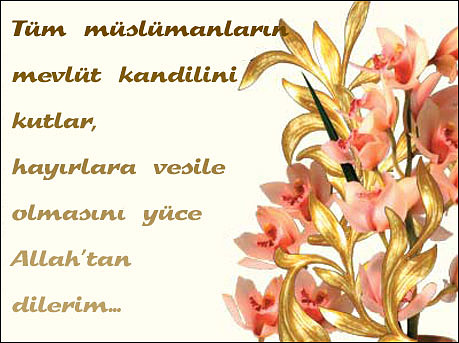 Tüm müslümanların
mevlüt kandilini
kutlar,
hayırlara vesile
olmasını yüce
Allah'tan
dilerim...